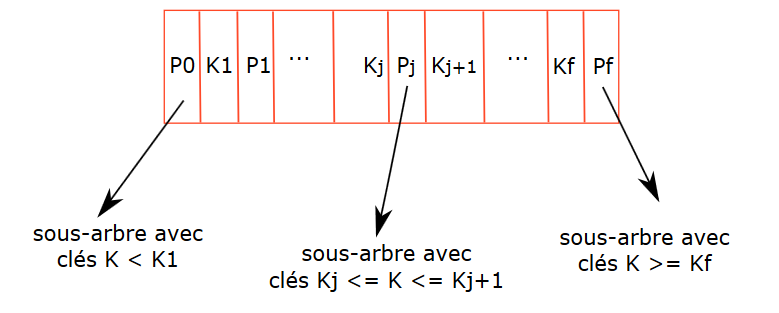 P0 K1 P1 ... Kj Pj Kj+1 ... Kf Pf
sous-arbre avec
clés K < K1
sous-arbre avec
clés Kj <= K <= Kj+1
sous-arbre avec
clés K >= Kf